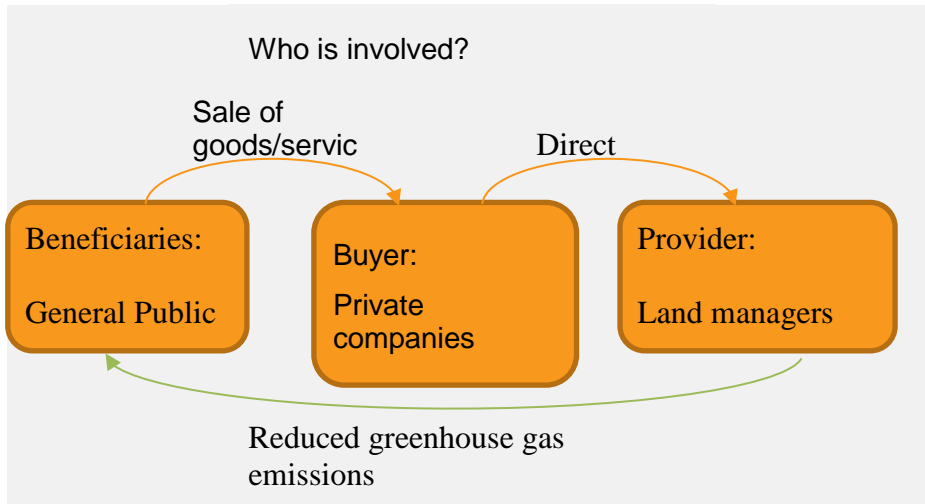 Who is involved?
Sale of
goods/servic
Direct
Beneficiaries:
General Public
Buyer:
Private
companies
Provider:
Land managers
Reduced greenhouse gas
emissions